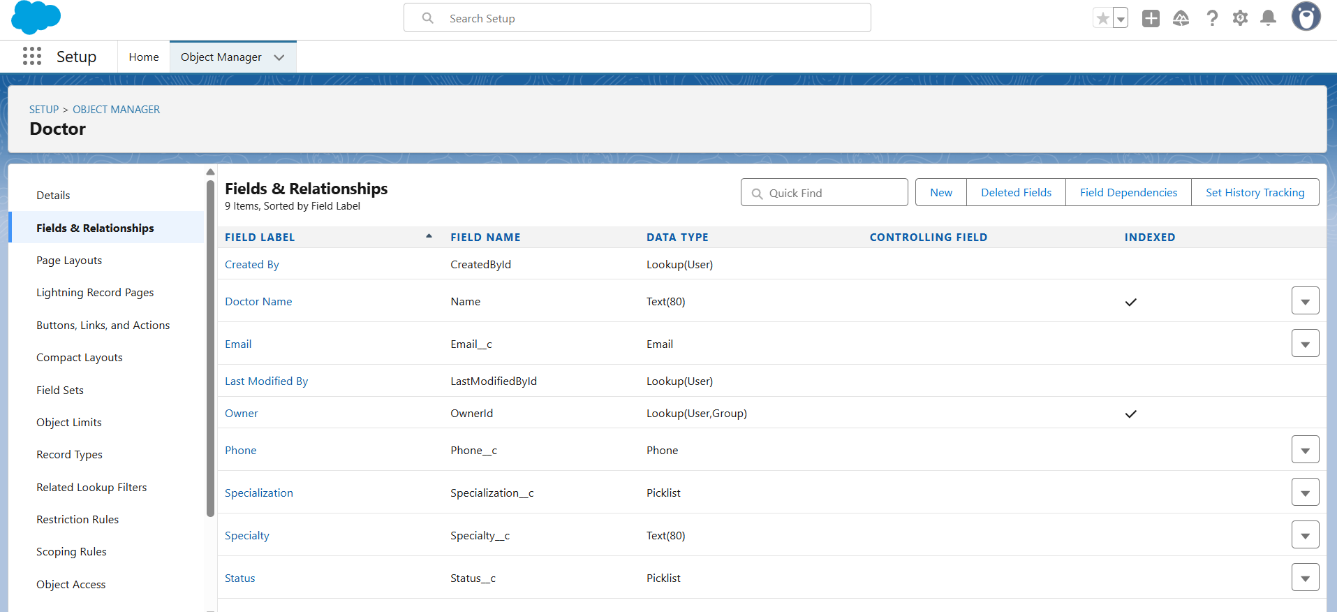 Search Setup
Setup
Home
Object Manager
SETUP > OBJECT MANAGER
Doctor
Details
Fields & Relationships
Page Layouts
Lightning Record Pages
Buttons, Links, and Actions
Compact Layouts
Field Sets
Object Limits
Record Types
Related Lookup Filters
Restriction Rules
Scoping Rules
Object Access
Fields & Relationships
9 Items, Sorted by Field Label
Quick Find
New
Deleted Fields
Field Dependencies
Set History Tracking
FIELD LABEL FIELD NAME DATA TYPE CONTROLLING FIELD INDEXED
Created By CreatedById Lookup(User)
Doctor Name Name Text(80)
Email Email__c Email
Last Modified By LastModifiedById Lookup(User)
Owner OwnerId Lookup(User,Group)
Phone Phone__c Phone
Specialization Specialization__c Picklist
Specialty Specialty__c Text(80)
Status Status__c Picklist